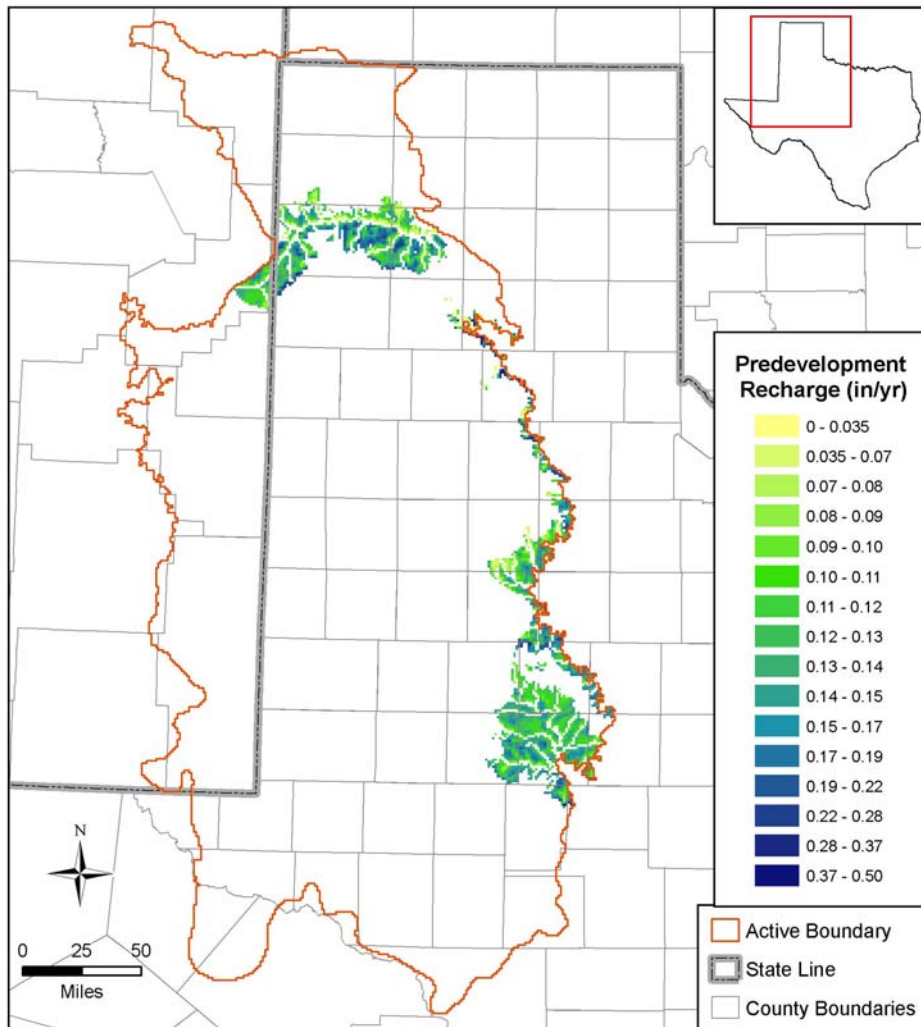 Predevelopment
Recharge (in/yr)
0 - 0.035
0.035 - 0.07
0.07 - 0.08
0.08 - 0.09
0.09 - 0.10
0.10 - 0.11
0.11 - 0.12
0.12 - 0.13
0.13 - 0.14
0.14 - 0.15
0.15 - 0.17
0.17 - 0.19
0.19 - 0.22
0.22 - 0.28
0.28 - 0.37
0.37 - 0.50
N
0 25 50
Miles
Active Boundary
State Line
County Boundaries